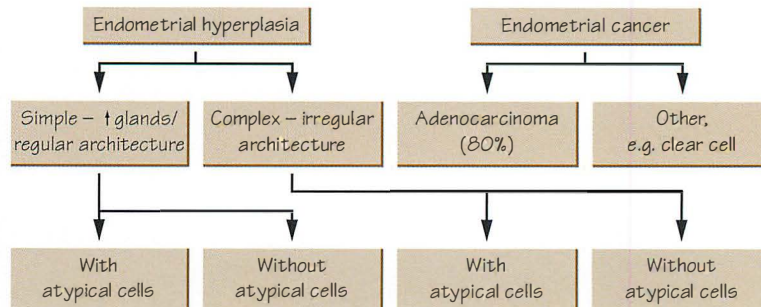 Endometrial hyperplasia
Endometrial cancer
Simple – ↑ glands/
regular architecture
Complex – irregular
architecture
Adenocarcinoma
(80%)
Other,
e.g. clear cell
With
atypical cells
Without
atypical cells
With
atypical cells
Without
atypical cells